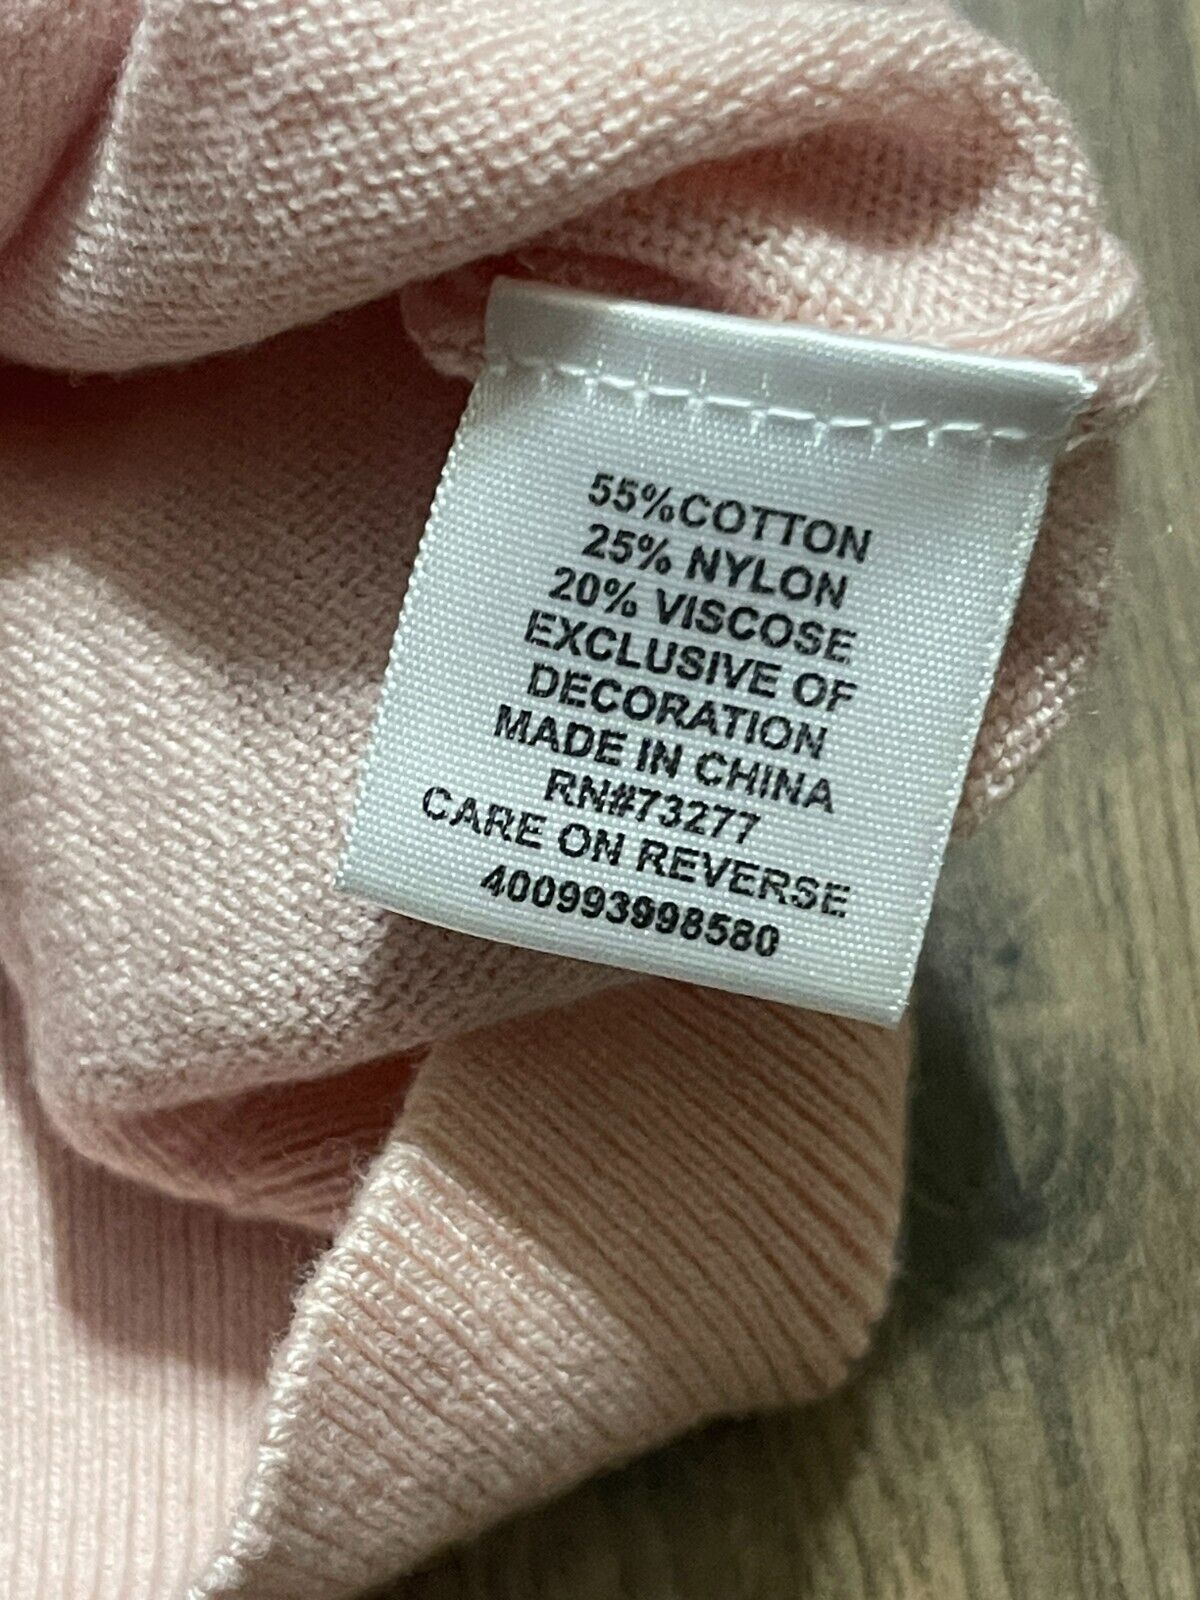 55%COTTON
25% NYLON
20% VISCOSE
EXCLUSIVE OF
DECORATION
MADE IN CHINA
RN#73277
CARE ON REVERSE
400993998580